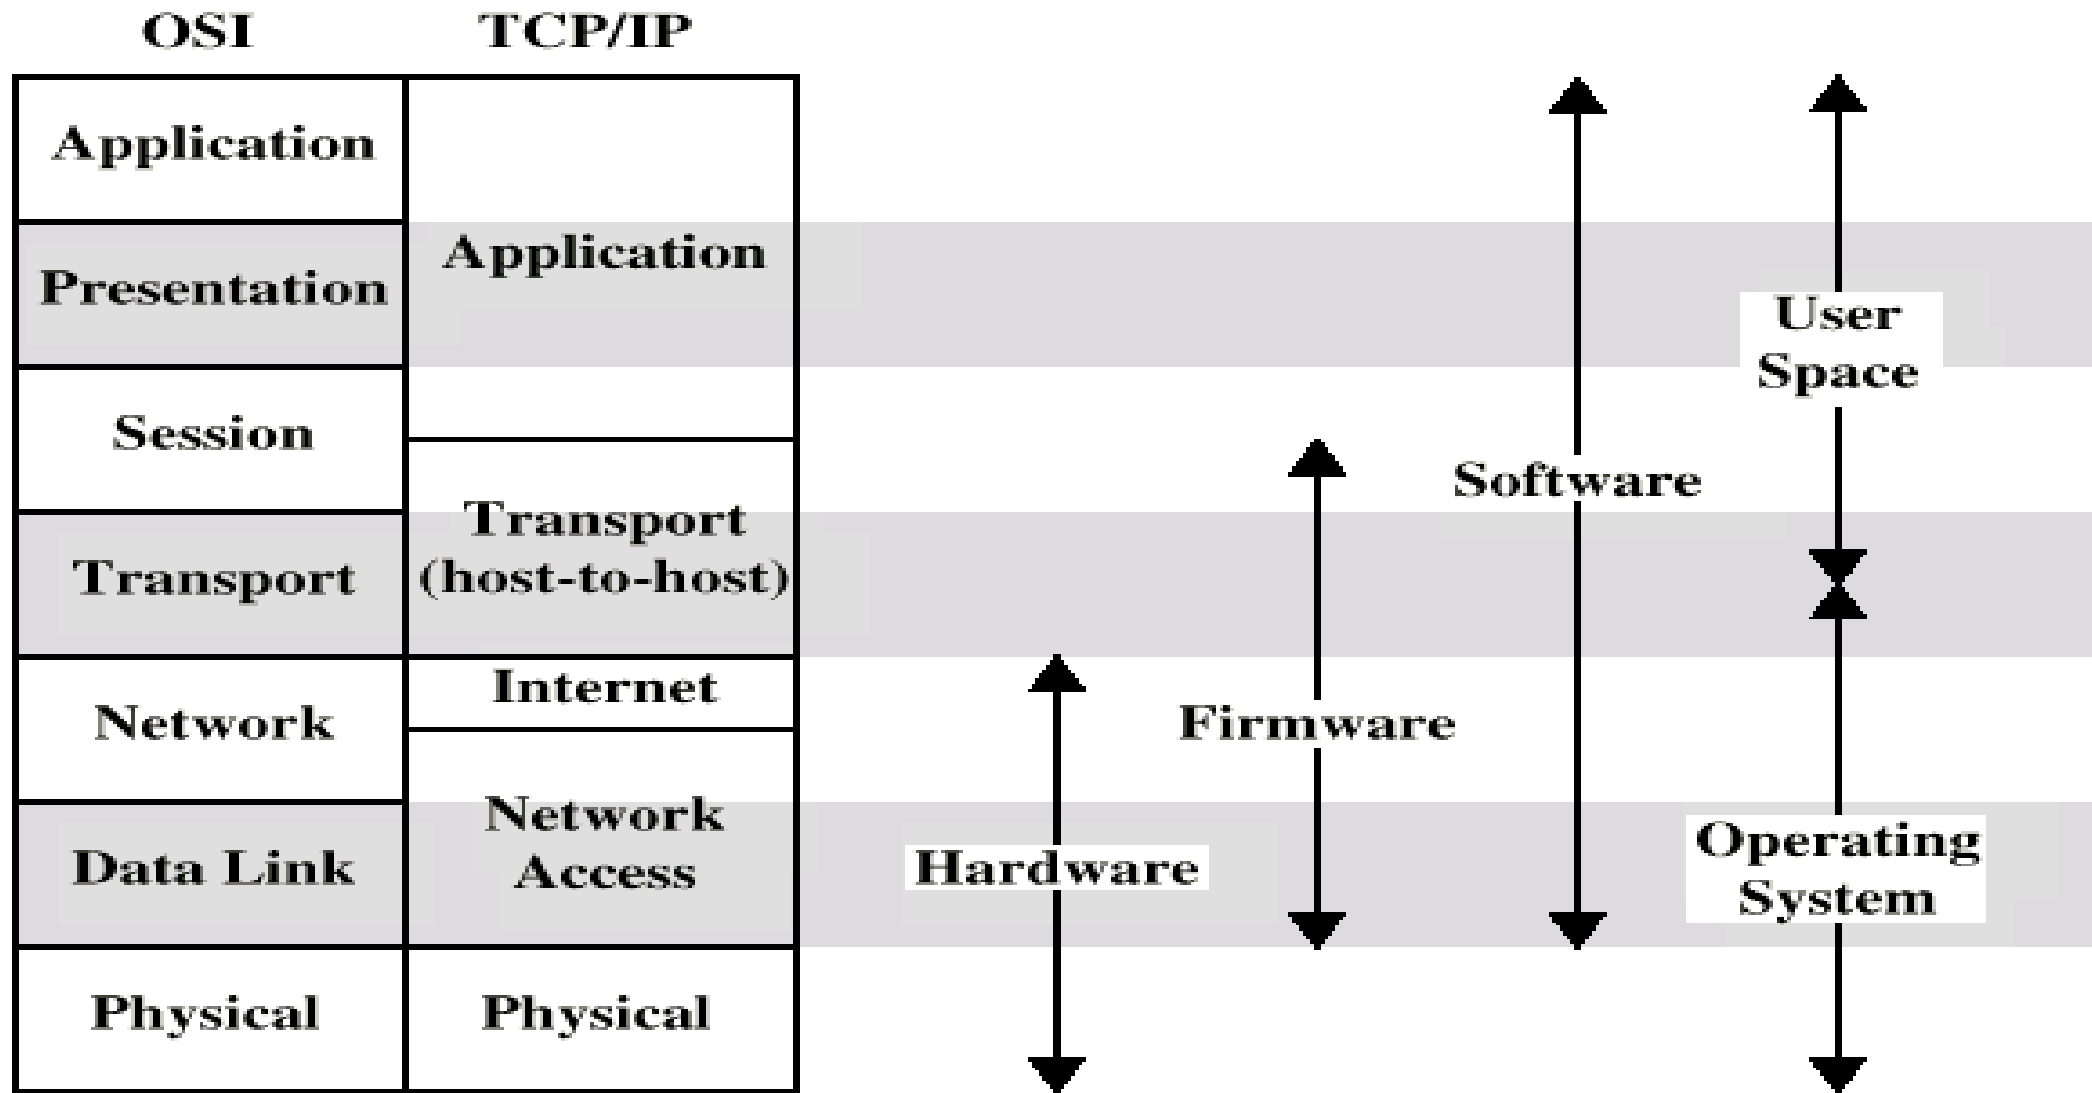 OSI
TCP/IP
Application
Presentation
Session
Transport
Network
Data Link
Physical
Application
Transport
(host-to-host)
Internet
Network
Access
Physical
Hardware
Firmware
Software
User
Space
Operating
System